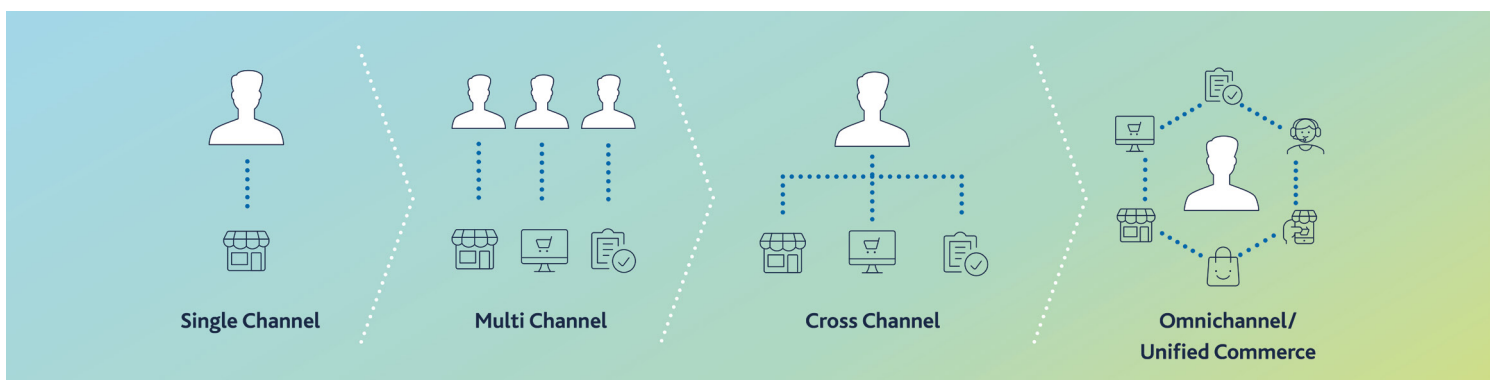 Single Channel
Multi Channel
Cross Channel
Omnichannel/
Unified Commerce